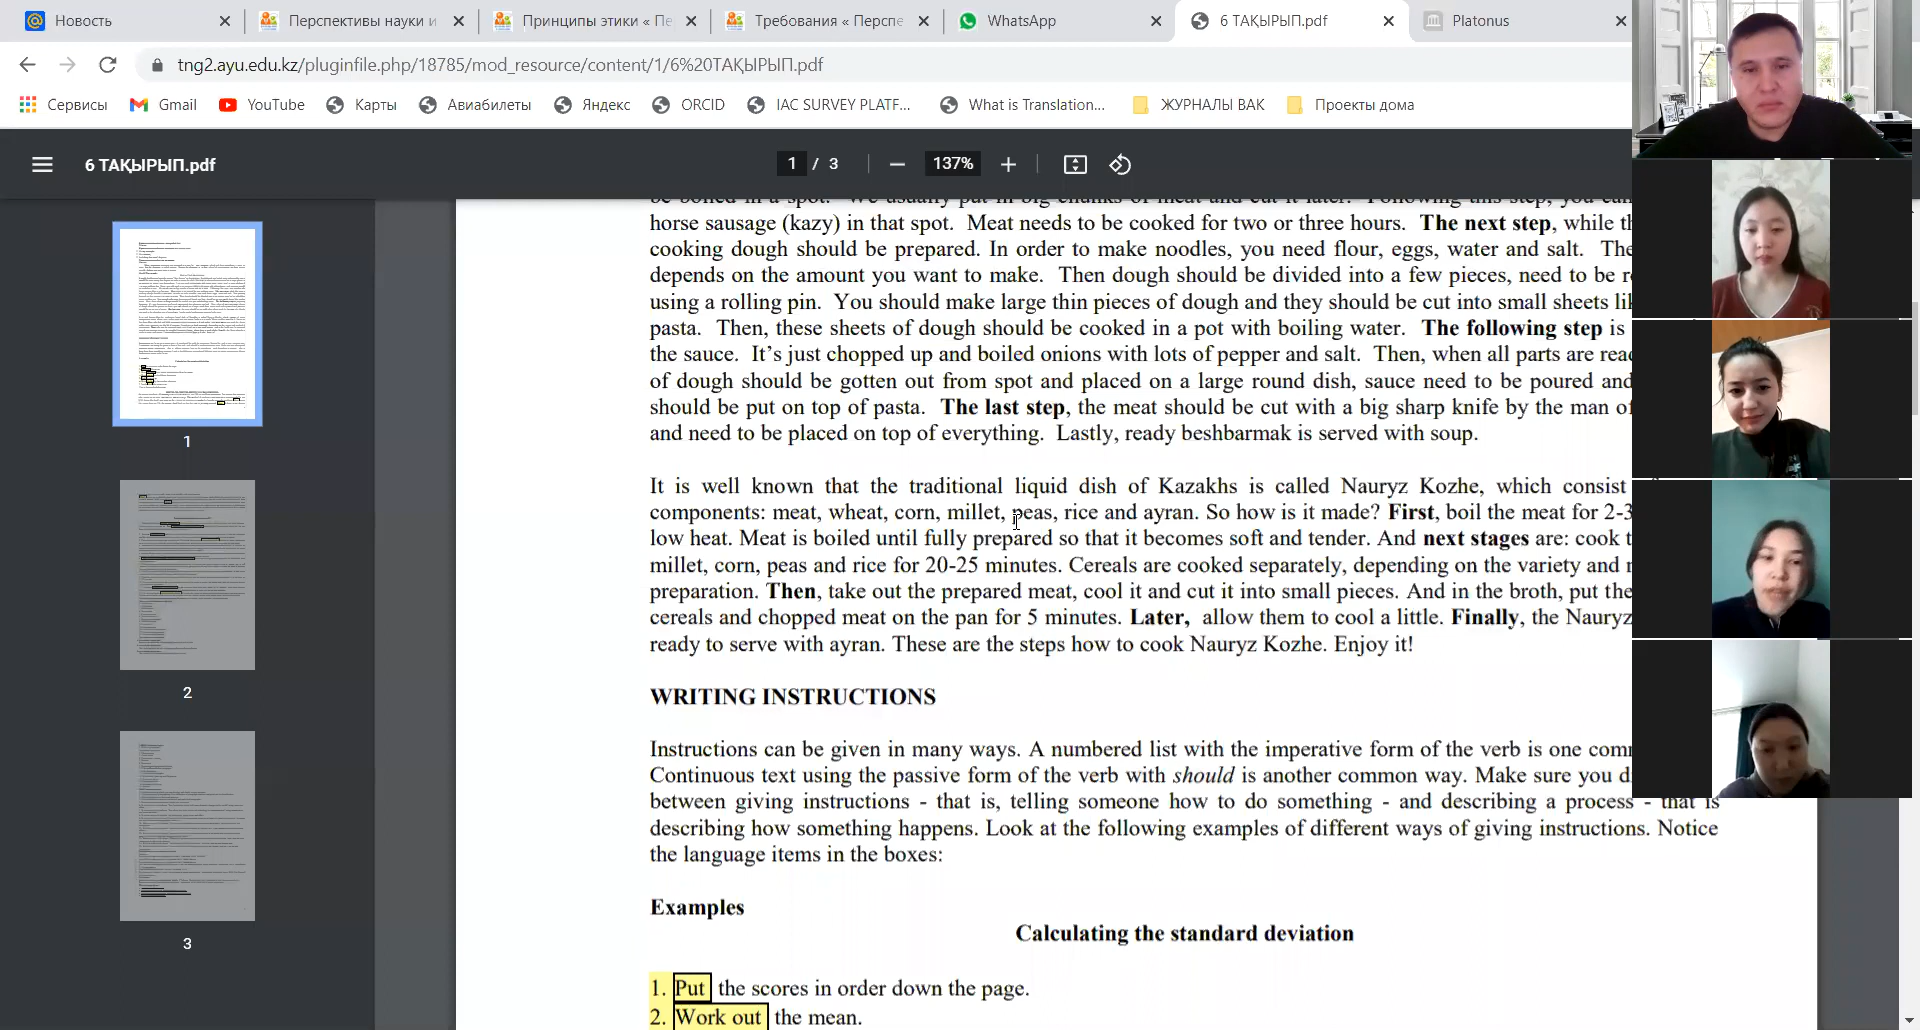 Новость
Перспективы науки и
Принципы этики « Пе
Требования « Перспе
WhatsApp
6 ТАҚЫРЫП.pdf
Platonus
tng2.ayu.edu.kz/pluginfile.php/18785/mod_resource/content/1/6%20ТАҚЫРЫП.pdf
Сервисы
Gmail
YouTube
Карты
Авиабилеты
Яндекс
ORCID
IAC SURVEY PLATF...
What is Translation...
ЖУРНАЛЫ ВАК
Проекты дома
6 ТАҚЫРЫП.pdf
1 / 3
137%
1
2
3
be boiled in a spot. We usually put in big chunks of meat and cut it later. Following this step, you
horse sausage (kazy) in that spot. Meat needs to be cooked for two or three hours. The next step, while
cooking dough should be prepared. In order to make noodles, you need flour, eggs, water and salt.
depends on the amount you want to make. Then dough should be divided into a few pieces, need to be
using a rolling pin. You should make large thin pieces of dough and they should be cut into small sheets
pasta. Then, these sheets of dough should be cooked in a pot with boiling water. The following step is
the sauce. It's just chopped up and boiled onions with lots of pepper and salt. Then, when all parts are
of dough should be gotten out from spot and placed on a large round dish, sauce need to be poured and
should be put on top of pasta. The last step, the meat should be cut with a big sharp knife by the man
and need to be placed on top of everything. Lastly, ready beshbarmak is served with soup.
It is well known that the traditional liquid dish of Kazakhs is called Nauryz Kozhe, which consist
components: meat, wheat, corn, millet, peas, rice and ayran. So how is it made? First, boil the meat for 2-3
low heat. Meat is boiled until fully prepared so that it becomes soft and tender. And next stages are: cook
millet, corn, peas and rice for 20-25 minutes. Cereals are cooked separately, depending on the variety and
preparation. Then, take out the prepared meat, cool it and cut it into small pieces. And in the broth, put the
cereals and chopped meat on the pan for 5 minutes. Later, allow them to cool a little. Finally, the Nauryz
ready to serve with ayran. These are the steps how to cook Nauryz Kozhe. Enjoy it!
WRITING INSTRUCTIONS
Instructions can be given in many ways. A numbered list with the imperative form of the verb is one
Continuous text using the passive form of the verb with should is another common way. Make sure you
between giving instructions - that is, telling someone how to do something - and describing a process - that is
describing how something happens. Look at the following examples of different ways of giving instructions. Notice
the language items in the boxes:
Examples
Calculating the standard deviation
1. Put the scores in order down the page.
2. Work out the mean.